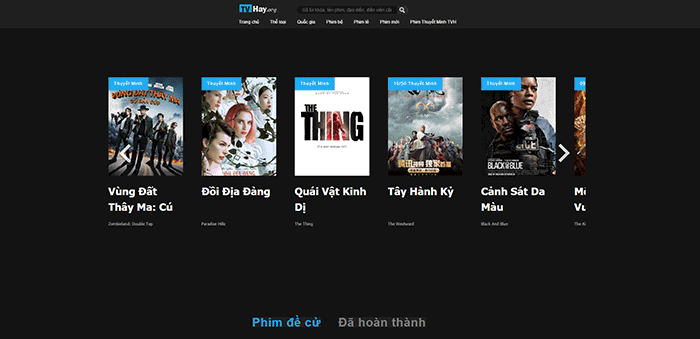 TV Hay.org
Gõ từ khóa, tên phim, đạo diễn, diễn viên cần
Trang chủ Thể loại Quốc gia Phim bộ Phim lẻ Phim mới Phim Thuyết Minh TVH
Thuyết Minh Thuyết Minh Thuyết Minh 10/50 Thuyết Minh Thuyết Minh
VÙNG ĐẤT THÂY MA
THE
THING
BLACK AND BLUE
Vùng Đất Đồi Địa Đàng Quái Vật Kinh Tây Hành Ký Cảnh Sát Da
Thây Ma: Cú Dị Màu Vu
Zombieland: Double Tap Paradise Hills The Thing The Westward Black And Blue The Ki
Phim đề cử Đã hoàn thành